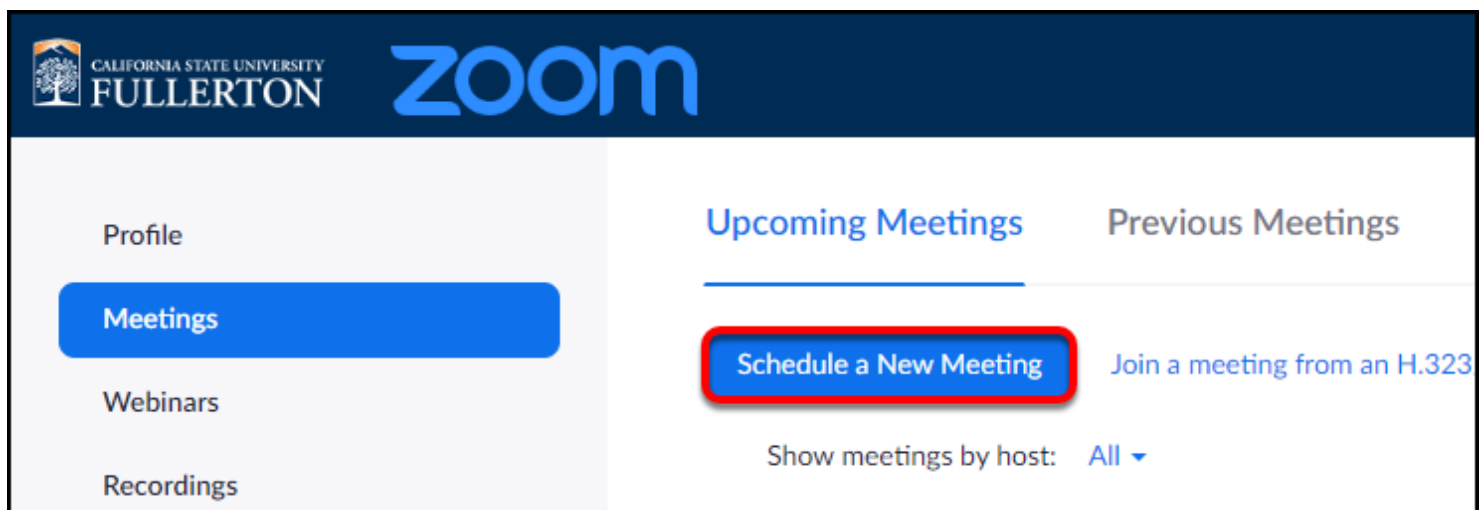 CALIFORNIA STATE UNIVERSITY
FULLERTON
zoom
Profile
Meetings
Webinars
Recordings
Upcoming Meetings
Previous Meetings
Schedule a New Meeting
Join a meeting from an H.323
Show meetings by host: All